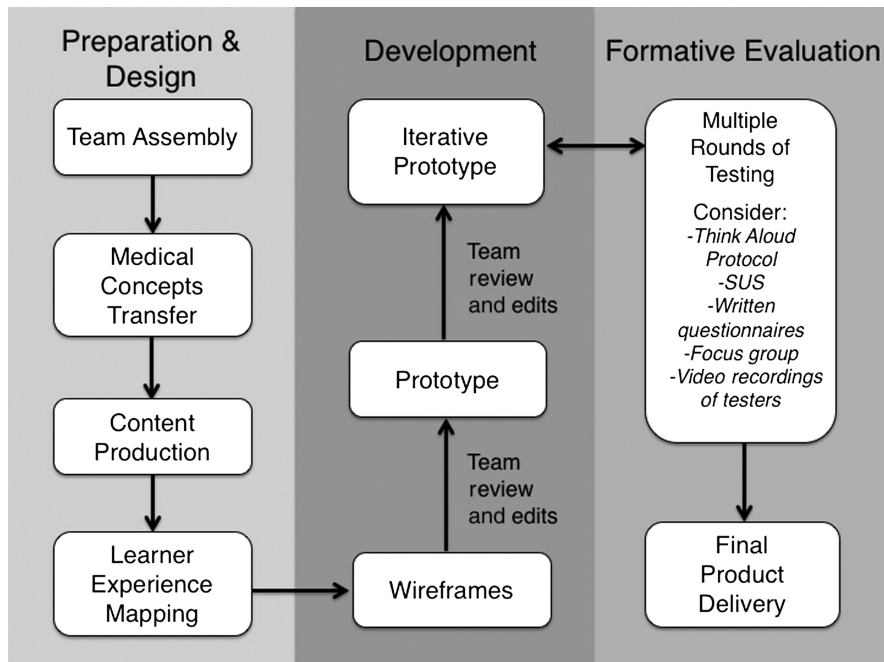 Preparation &
Design
Team Assembly
Medical
Concepts
Transfer
Content
Production
Learner
Experience
Mapping
Development
Iterative
Prototype
Team
review
and edits
Prototype
Team
review
and edits
Wireframes
Formative Evaluation
Multiple
Rounds of
Testing
Consider:
-Think Aloud
Protocol
-SUS
-Written
questionnaires
-Focus group
-Video recordings
of testers
Final
Product
Delivery